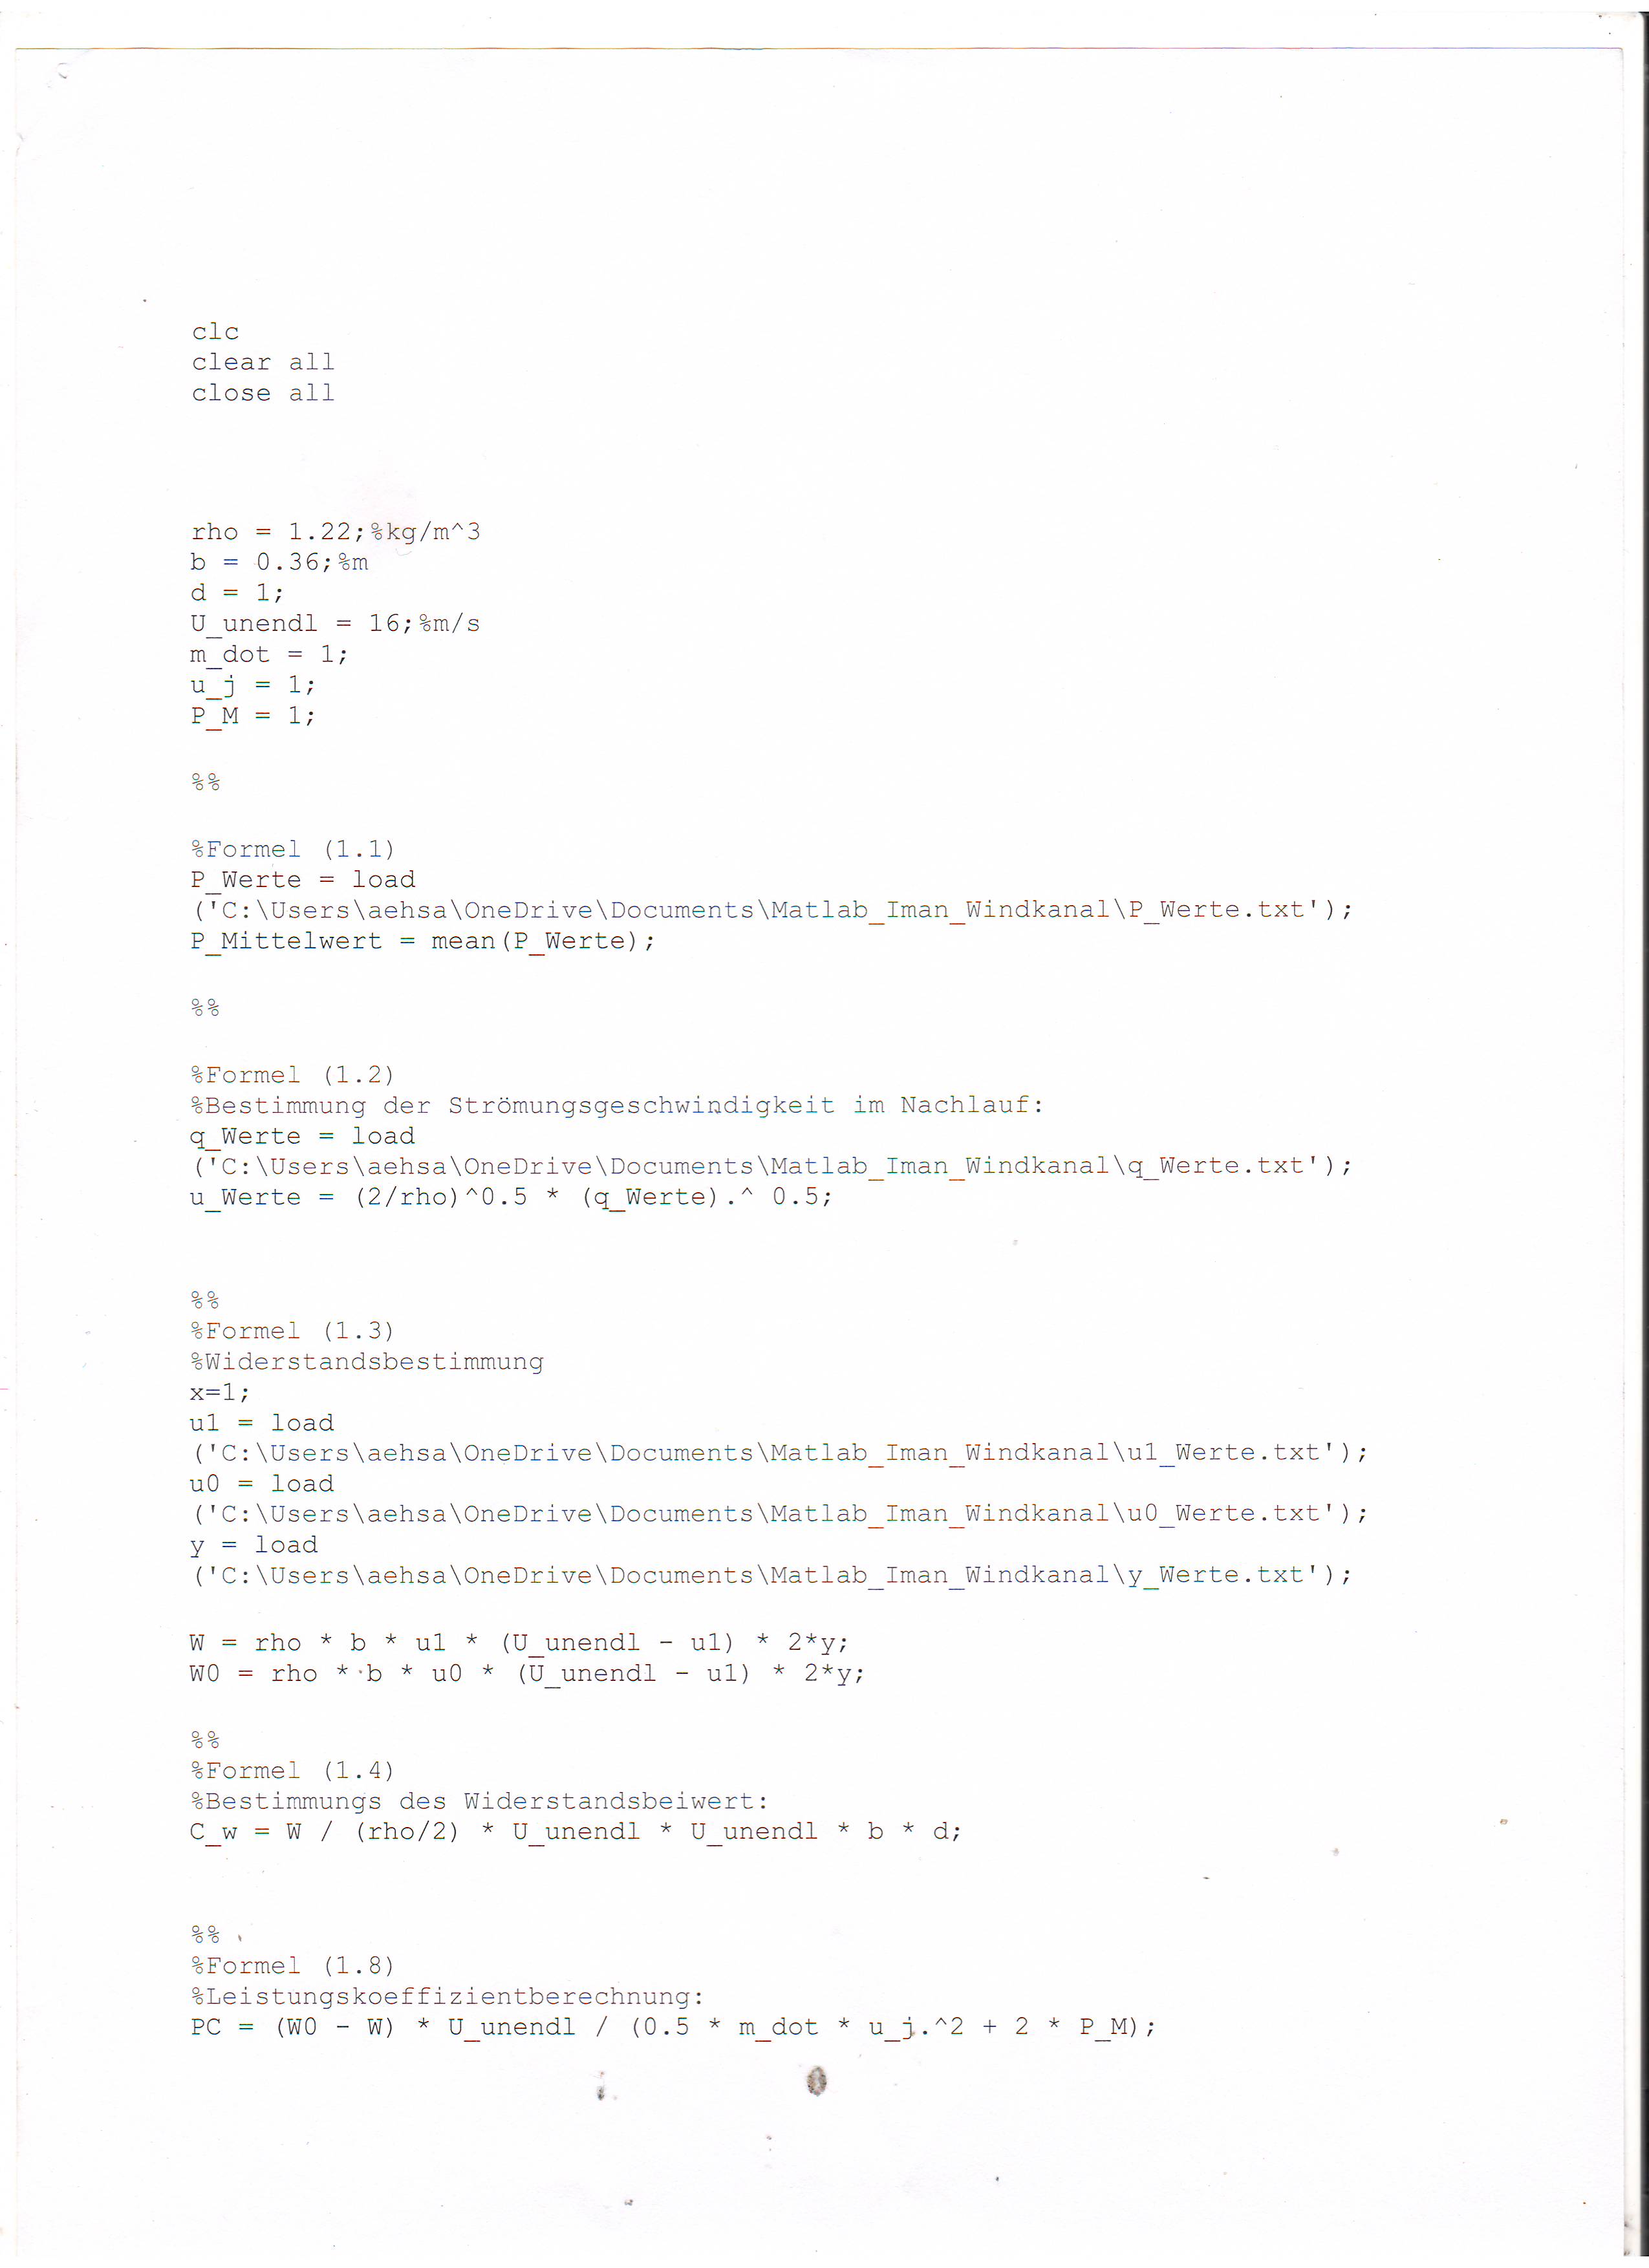 clc
clear all
close all
rho = 1.22;%kg/m^3
b = 0.36;%m
d = 1;
U_unendl = 16;%m/s
m_dot = 1;
u_j = 1;
P_M = 1;
%%
%Formel (1.1)
P_Werte = load
('C:\Users\aehsa\OneDrive\Documents\Matlab_Iman_Windkanal\P_Werte.txt');
P_Mittelwert = mean(P_Werte);
%%
%Formel (1.2)
%Bestimmung der Strömungsgeschwindigkeit im Nachlauf:
q_Werte = load
('C:\Users\aehsa\OneDrive\Documents\Matlab_Iman_Windkanal\q_Werte.txt');
u_Werte = (2/rho)^0.5 * (q_Werte).^ 0.5;
%%
%Formel (1.3)
%Widerstandsbestimmung
x=1;
u1 = load
('C:\Users\aehsa\OneDrive\Documents\Matlab_Iman_Windkanal\u1_Werte.txt');
u0 = load
('C:\Users\aehsa\OneDrive\Documents\Matlab_Iman_Windkanal\u0_Werte.txt');
y = load
('C:\Users\aehsa\OneDrive\Documents\Matlab_Iman_Windkanal\y_Werte.txt');
W = rho * b * u1 * (U_unendl - u1) * 2*y;
W0 = rho * b * u0 * (U_unendl - u1) * 2*y;
%%
%Formel (1.4)
%Bestimmungs des Widerstandsbeiwert:
C_w = W / (rho/2) * U_unendl * U_unendl * b * d;
%%
%Formel (1.8)
%Leistungskoeffizientberechnung:
PC = (W0 - W) * U_unendl / (0.5 * m_dot * u_j.^2 + 2 * P_M);